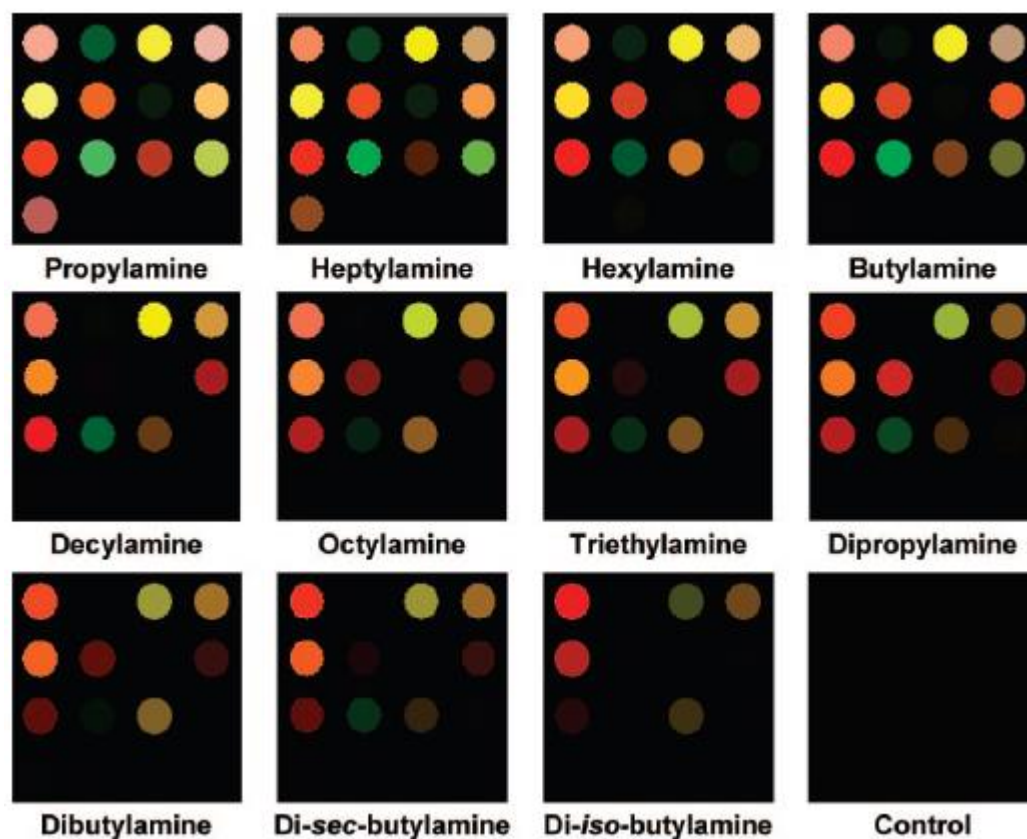 Propylamine Heptylamine Hexylamine Butylamine
Decylamine Octylamine Triethylamine Dipropylamine
Dibutylamine Di-sec-butylamine Di-iso-butylamine Control